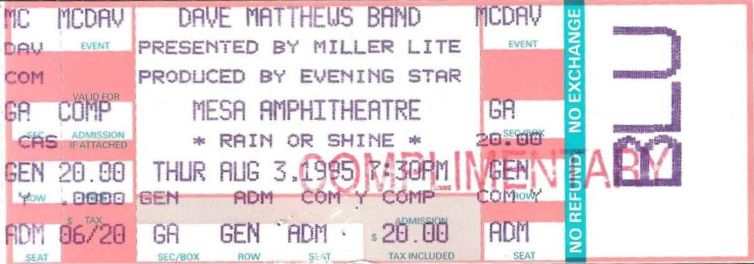 MC MCDAV DAVE MATTHEWS BAND MCDAV
EVENT EVENT
DAV PRESENTED BY MILLER LITE
COM PRODUCED BY EVENING STAR
VALID FOR
GA COMP MESA AMPHITHEATRE GA
CAS * RAIN OR SHINE * 20.00
SEC ADMISSION SEC/BOX
IF ATTACHED
GEN 20.00 THUR AUG 3,1995 7:30PM GEN
COMPLIMENTARY
ROW ROW
Y .0000 GEN ADM COM Y COMP COM Y
$ TAX ADMISSION
ADM 06/20 GA GEN ADM $ 20.00 ADM
SEAT SEC/BOX ROW SEAT TAX INCLUDED SEAT
NO REFUND NO EXCHANGE
BLU